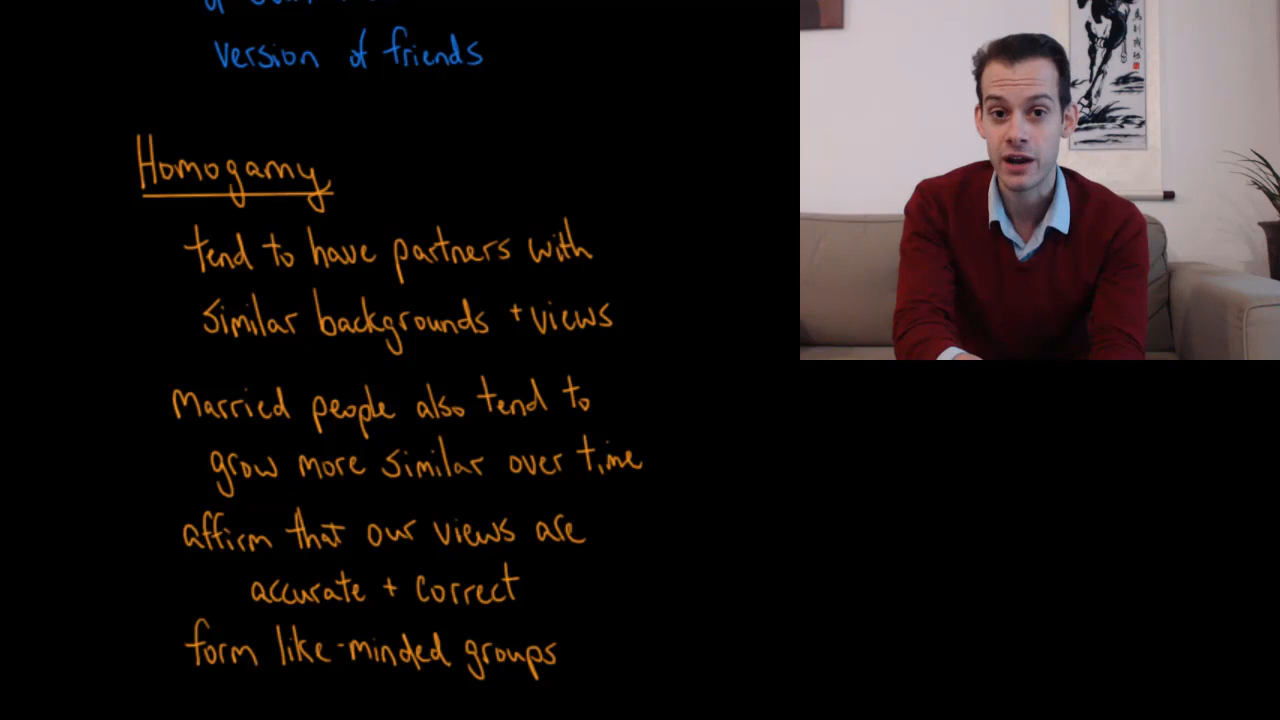 of
version of friends
Homogamy
tend to have partners with
similar backgrounds + views
Married people also tend to
grow more similar over time
affirm that our views are
accurate + correct
form like-minded groups